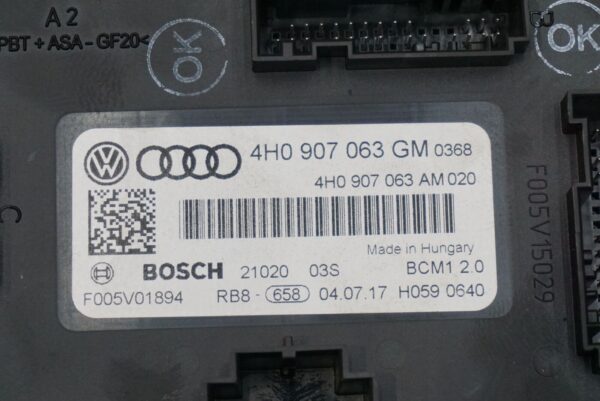 A 2
PBT + ASA - GF20<
OK
OK
4H0 907 063 GM 0368
4H0 907 063 AM 020
Made in Hungary
BOSCH 21020 03S BCM1 2.0
F005V01894 RB8 - 658 04.07.17 H059 0640
F005V15029
C